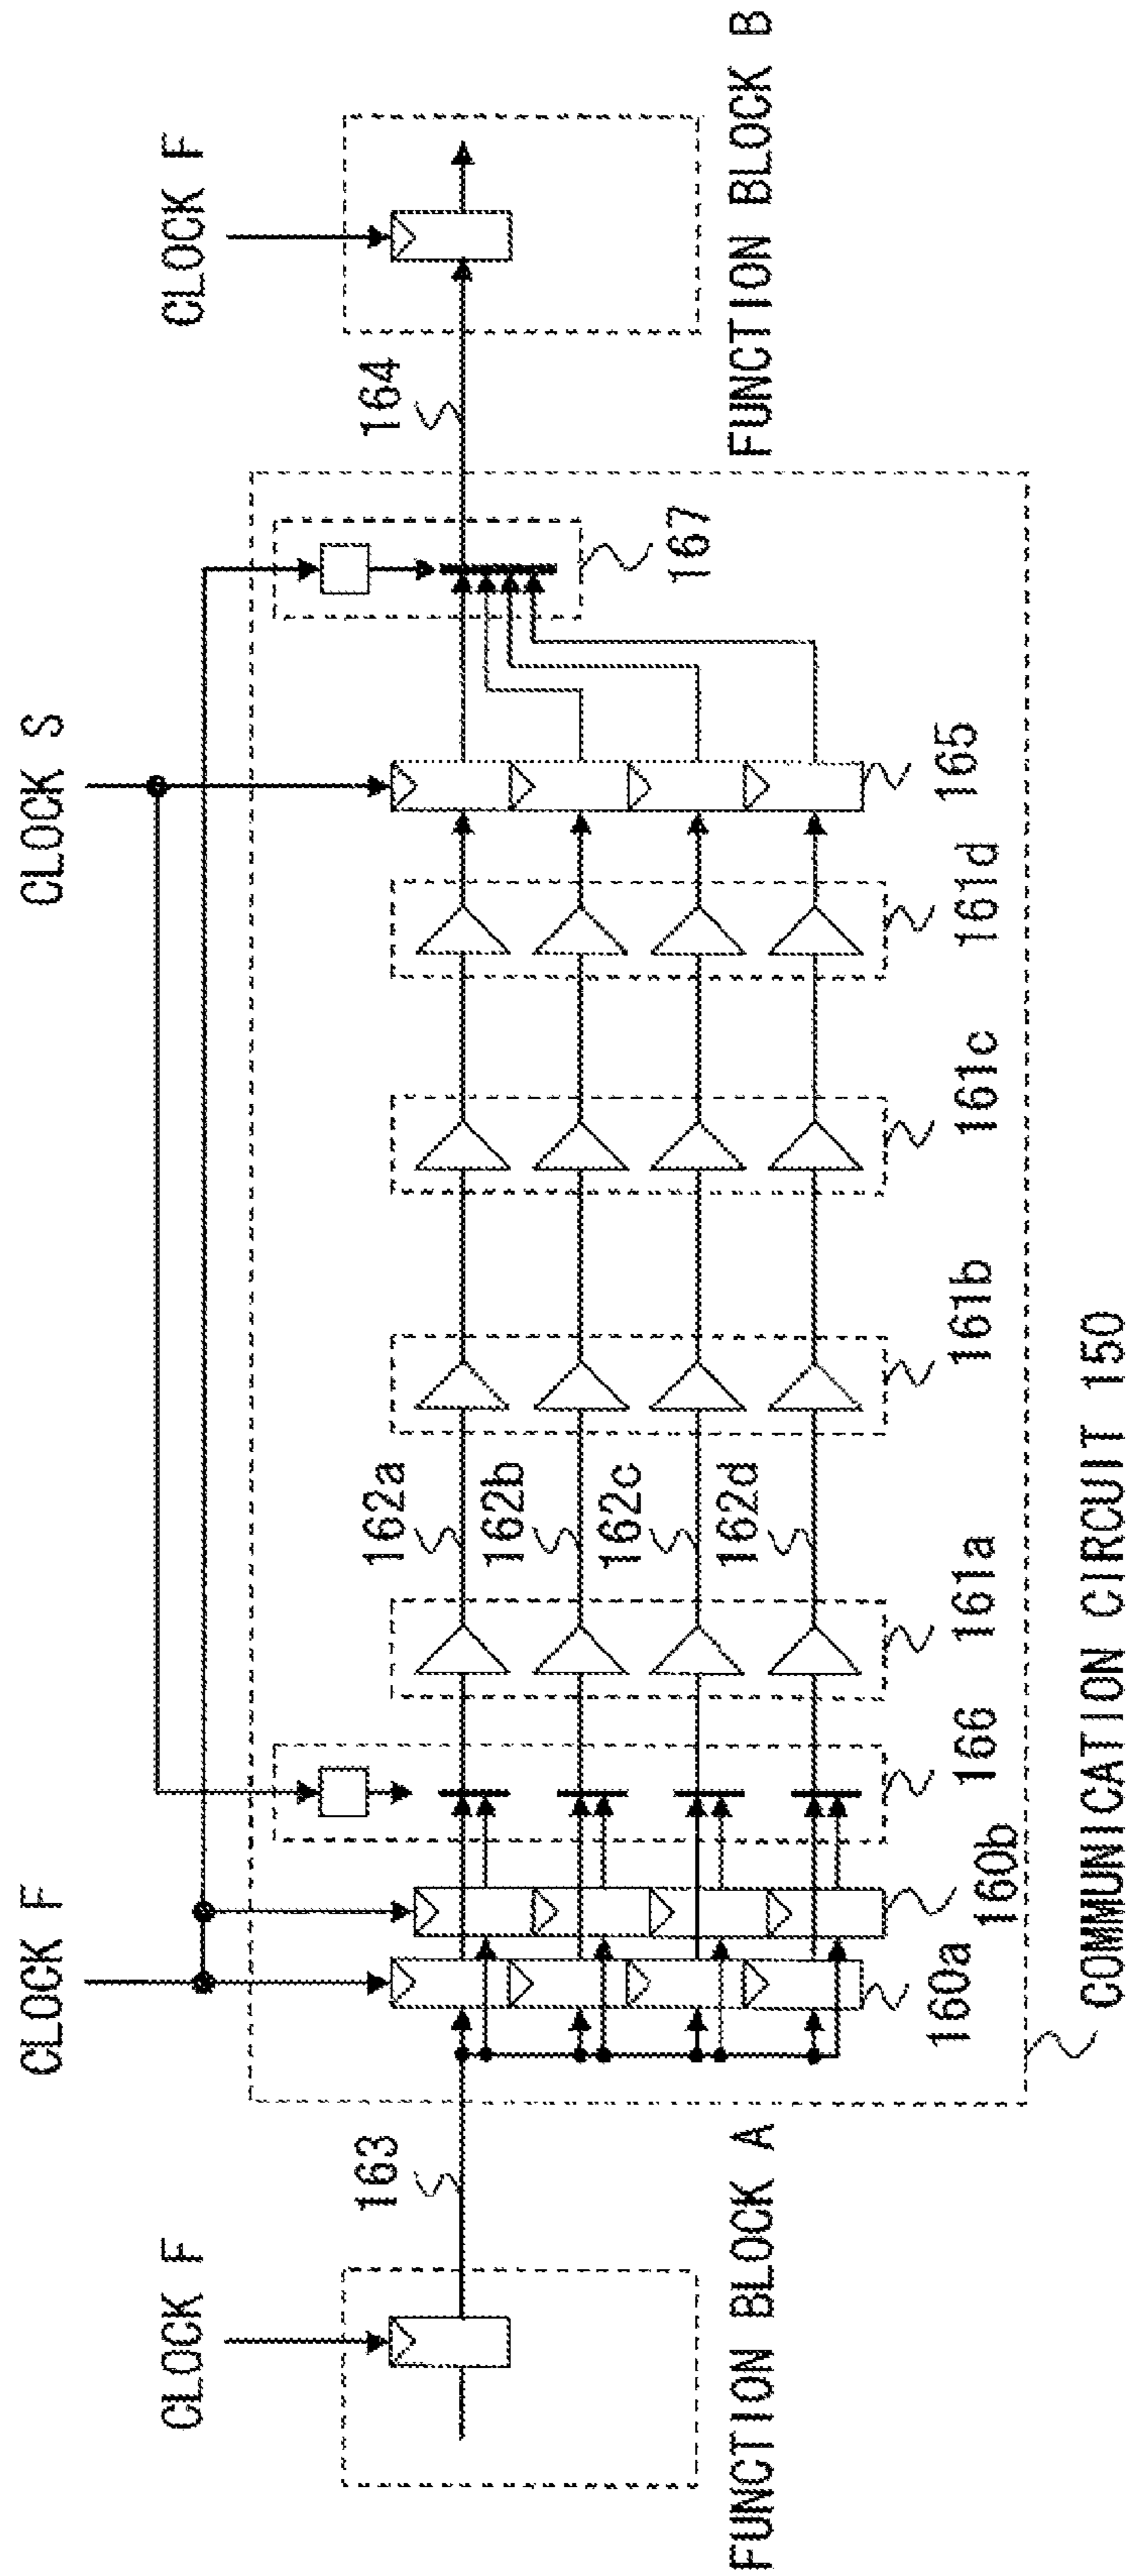 CLOCK F
CLOCK S
CLOCK F
CLOCK F
163
162a
162b
162c
162d
164
160a
160b
166
161a
161b
161c
161d
165
167
FUNCTION BLOCK A
FUNCTION BLOCK B
COMMUNICATION CIRCUIT 150